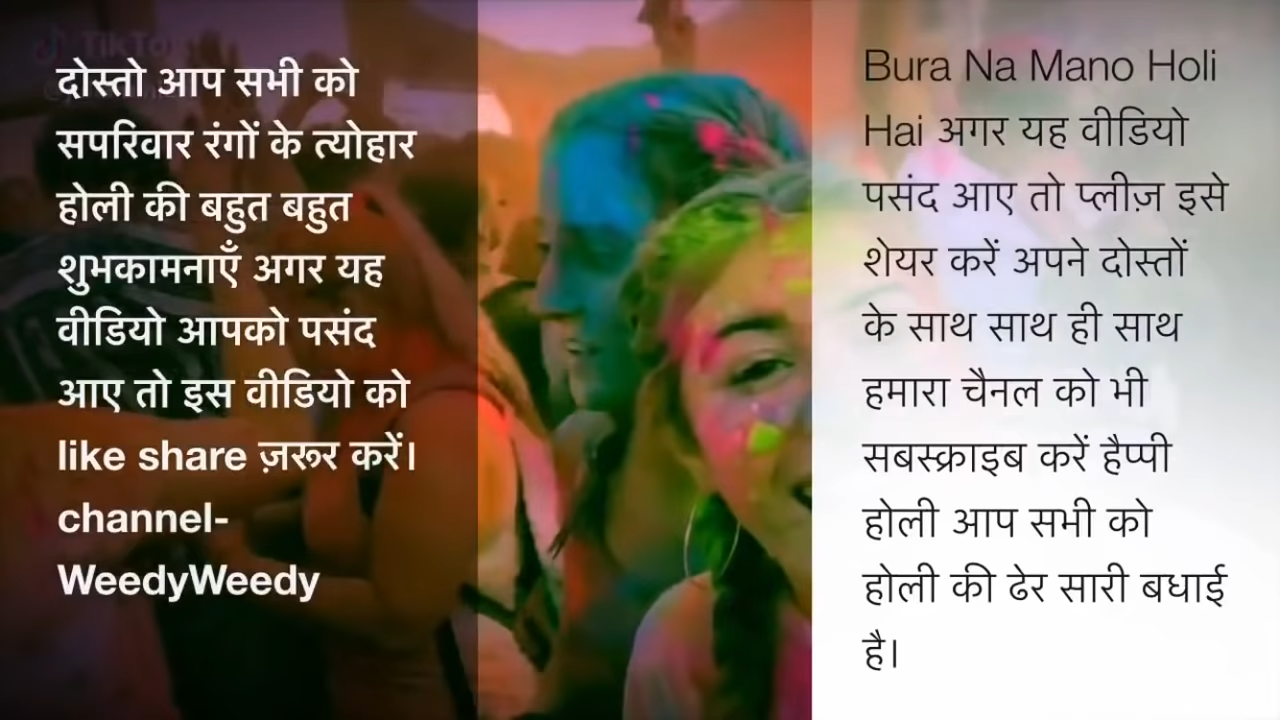 दोस्तो आप सभी को
सपरिवार रंगों के त्योहार
होली की बहुत बहुत
शुभकामनाएँ अगर यह
वीडियो आपको पसंद
आए तो इस वीडियो को
like share ज़रूर करें।
channel-
WeedyWeedy
Bura Na Mano Holi
Hai अगर यह वीडियो
पसंद आए तो प्लीज़ इसे
शेयर करें अपने दोस्तों
के साथ साथ ही साथ
हमारा चैनल को भी
सबस्क्राइब करें हैप्पी
होली आप सभी को
होली की ढेर सारी बधाई
है।